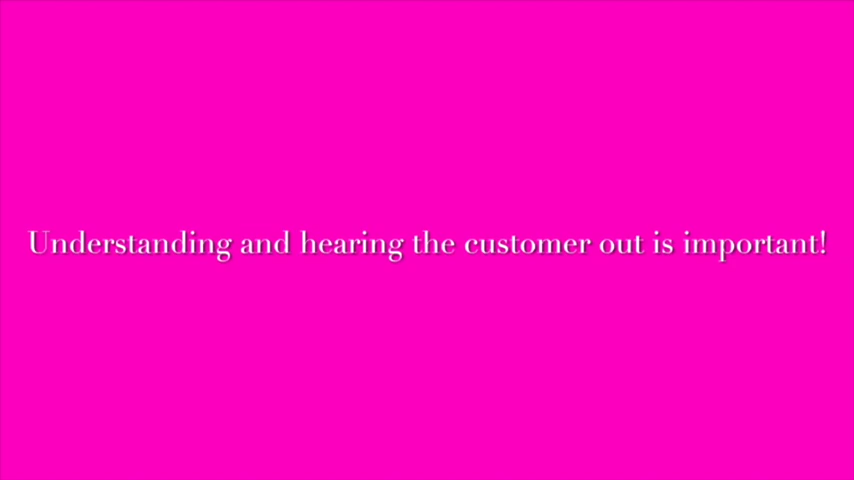 Understanding and hearing the customer out is important!